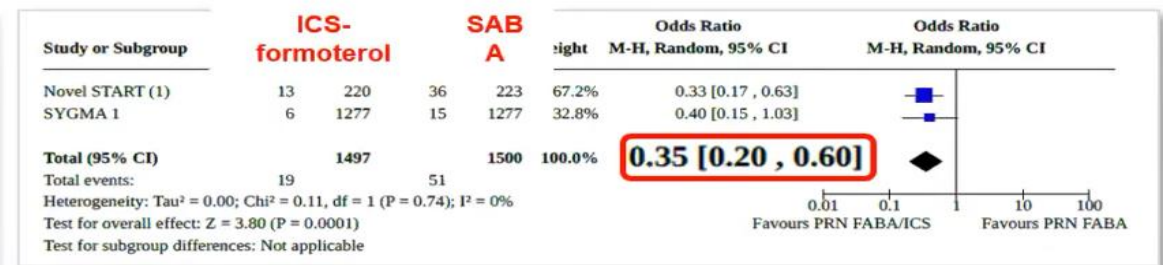 ICS-formoterol SABA Odds Ratio Odds Ratio
Study or Subgroup eight M-H, Random, 95% CI M-H, Random, 95% CI
Novel START (1) 13 220 36 223 67.2% 0.33 [0.17 , 0.63]
SYGMA 1 6 1277 15 1277 32.8% 0.40 [0.15 , 1.03]
Total (95% CI) 1497 1500 100.0% 0.35 [0.20 , 0.60]
Total events: 19 51
Heterogeneity: Tau² = 0.00; Chi² = 0.11, df = 1 (P = 0.74); I² = 0%
0.01 0.1 1 10 100
Test for overall effect: Z = 3.80 (P = 0.0001) Favours PRN FABA/ICS Favours PRN FABA
Test for subgroup differences: Not applicable